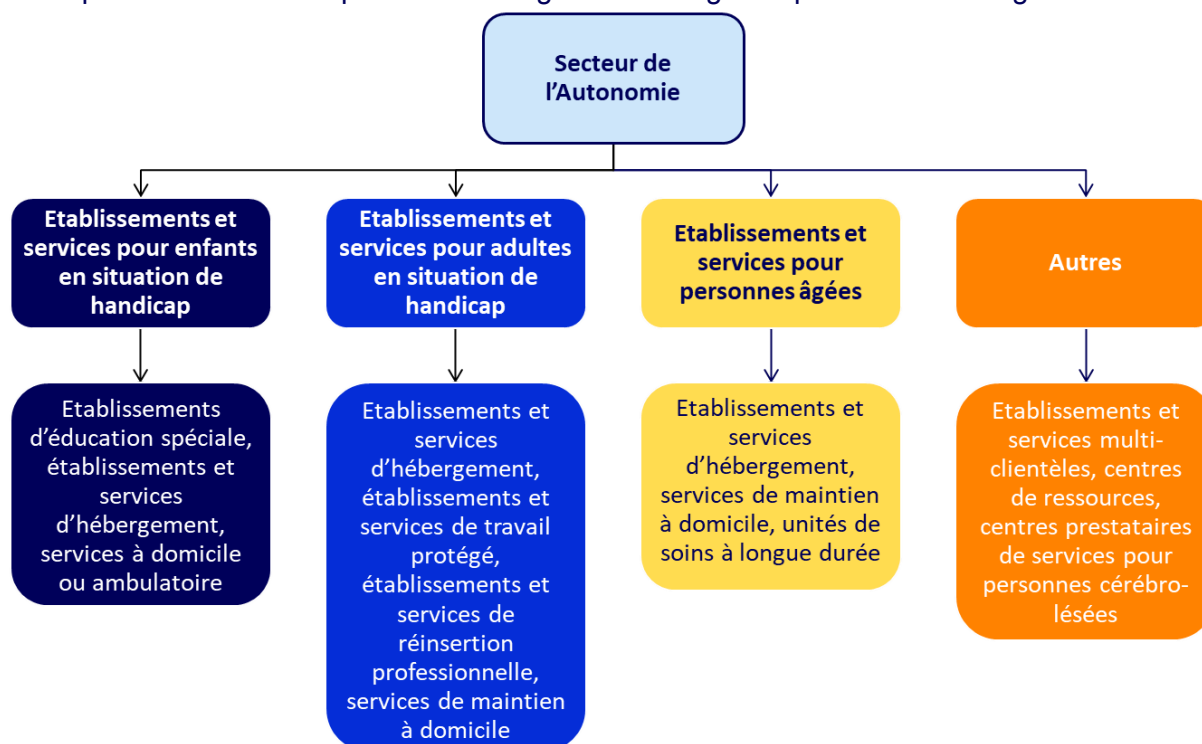 Secteur de
l'Autonomie
Etablissements et
services pour enfants
en situation de
handicap
Etablissements et
services pour adultes
en situation de
handicap
Etablissements et
services pour
personnes âgées
Autres
Etablissements
d'éducation spéciale,
établissements et
services
d'hébergement,
services à domicile
ou ambulatoire
Etablissements et
services
d'hébergement,
établissements et
services de travail
protégé,
établissements et
services de
réinsertion
professionnelle,
services de maintien
à domicile
Etablissements et
services
d'hébergement,
services de maintien
à domicile, unités de
soins à longue durée
Etablissements et
services multi-
clientèles, centres
de ressources,
centres prestataires
de services pour
personnes cérébro-
lésées